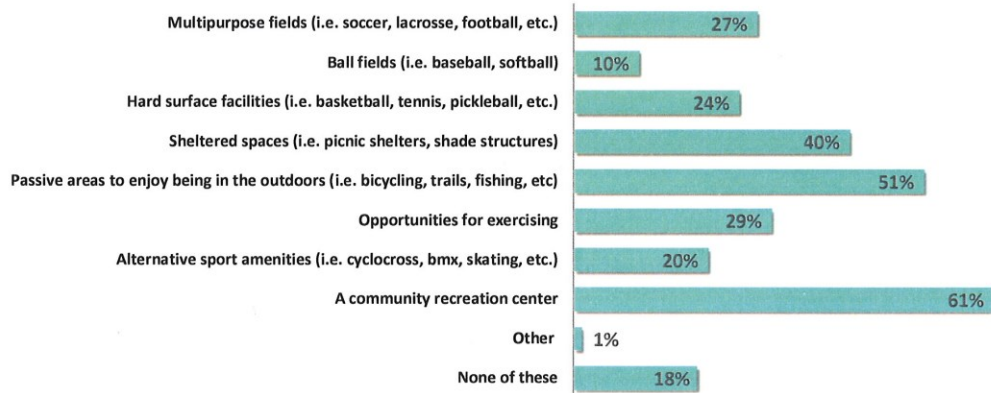 Multipurpose fields (i.e. soccer, lacrosse, football, etc.) 27%
Ball fields (i.e. baseball, softball) 10%
Hard surface facilities (i.e. basketball, tennis, pickleball, etc.) 24%
Sheltered spaces (i.e. picnic shelters, shade structures) 40%
Passive areas to enjoy being in the outdoors (i.e. bicycling, trails, fishing, etc) 51%
Opportunities for exercising 29%
Alternative sport amenities (i.e. cyclocross, bmx, skating, etc.) 20%
A community recreation center 61%
Other 1%
None of these 18%